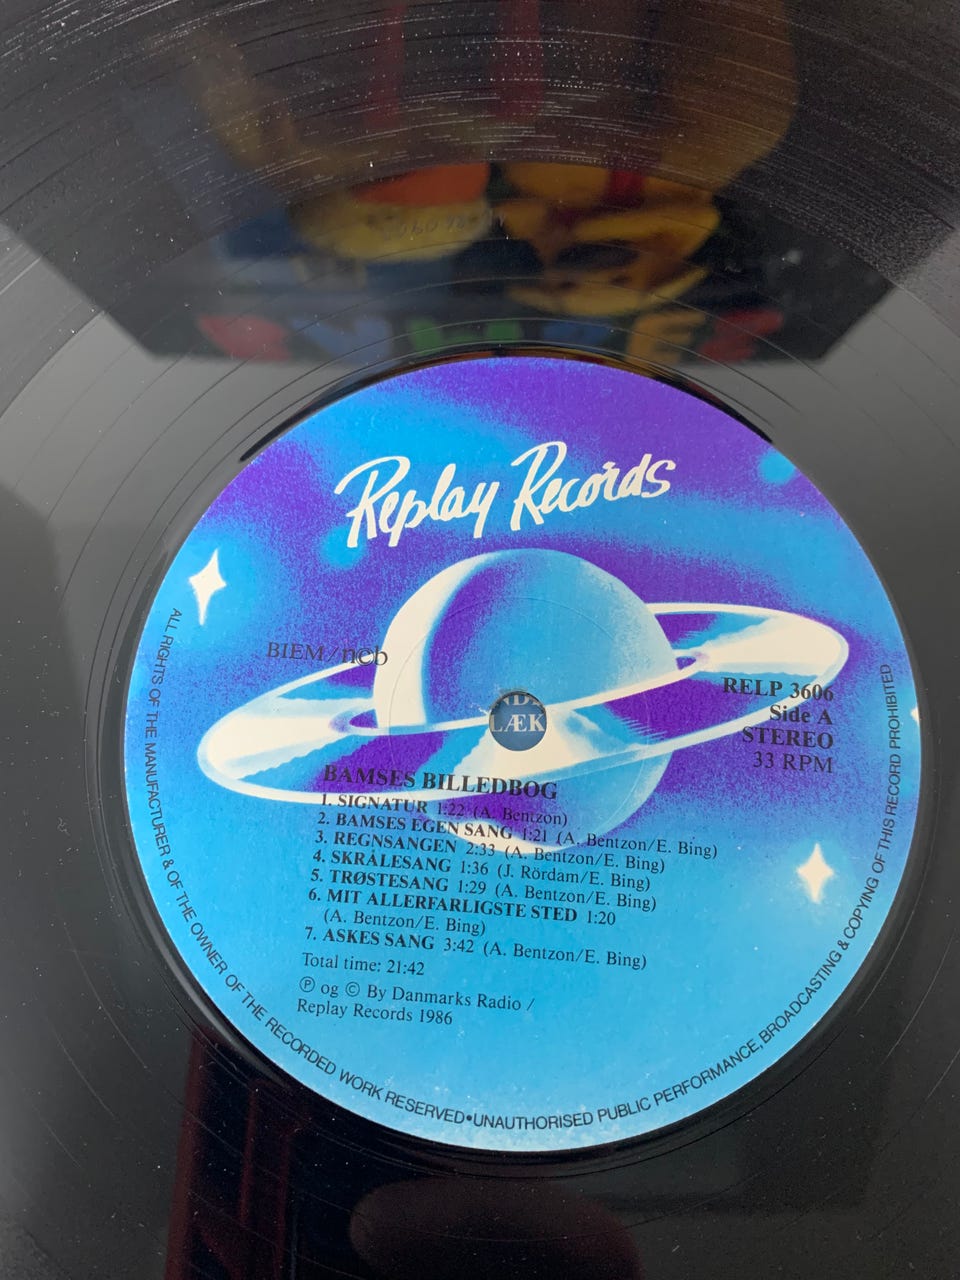 Replay Records
BIEM/ncb
RELP 3606
Side A
STEREO
33 RPM
LÆK
BAMSES BILLEDBOG
1. SIGNATUR 1:22 (A. Bentzon)
2. BAMSES EGEN SANG 1:21 (A. Bentzon/E. Bing)
3. REGNSANGEN 2:33 (A. Bentzon/E. Bing)
4. SKRÅLESANG 1:36 (J. Rördam/E. Bing)
5. TRØSTESANG 1:29 (A. Bentzon/E. Bing)
6. MIT ALLERFARLIGSTE STED 1:20
(A. Bentzon/E. Bing)
7. ASKES SANG 3:42 (A. Bentzon/E. Bing)
Total time: 21:42
℗ og © By Danmarks Radio /
Replay Records 1986
ALL RIGHTS OF THE MANUFACTURER & OF THE OWNER OF THE RECORDED WORK RESERVED•UNAUTHORISED PUBLIC PERFORMANCE, BROADCASTING & COPYING OF THIS RECORD PROHIBITED